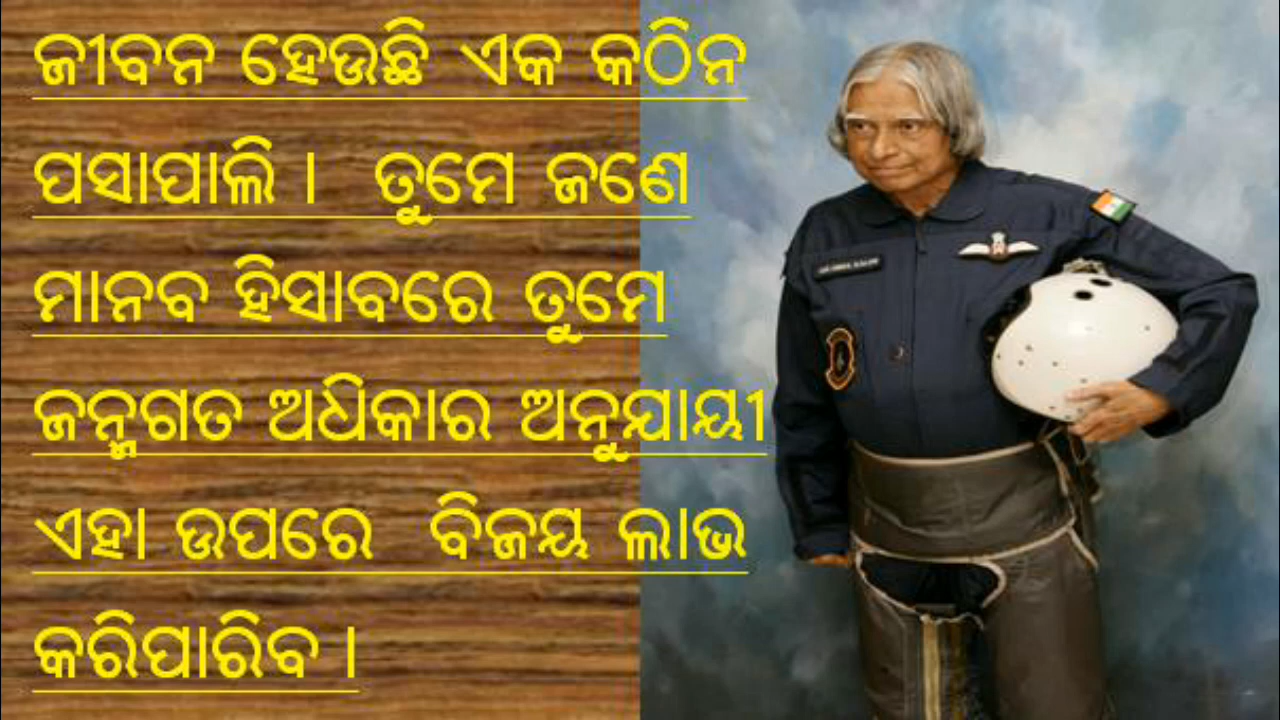 ଜୀବନ ହେଉଛି ଏକ କଠିନ
ପସାପାଲି ।  ତୁମେ ଜଣେ
ମାନବ ହିସାବରେ ତୁମେ
ଜନ୍ମଗତ ଅଧିକାର ଅନୁଯାୟୀ
ଏହା ଉପରେ  ବିଜୟ ଲାଭ
କରିପାରିବ ।